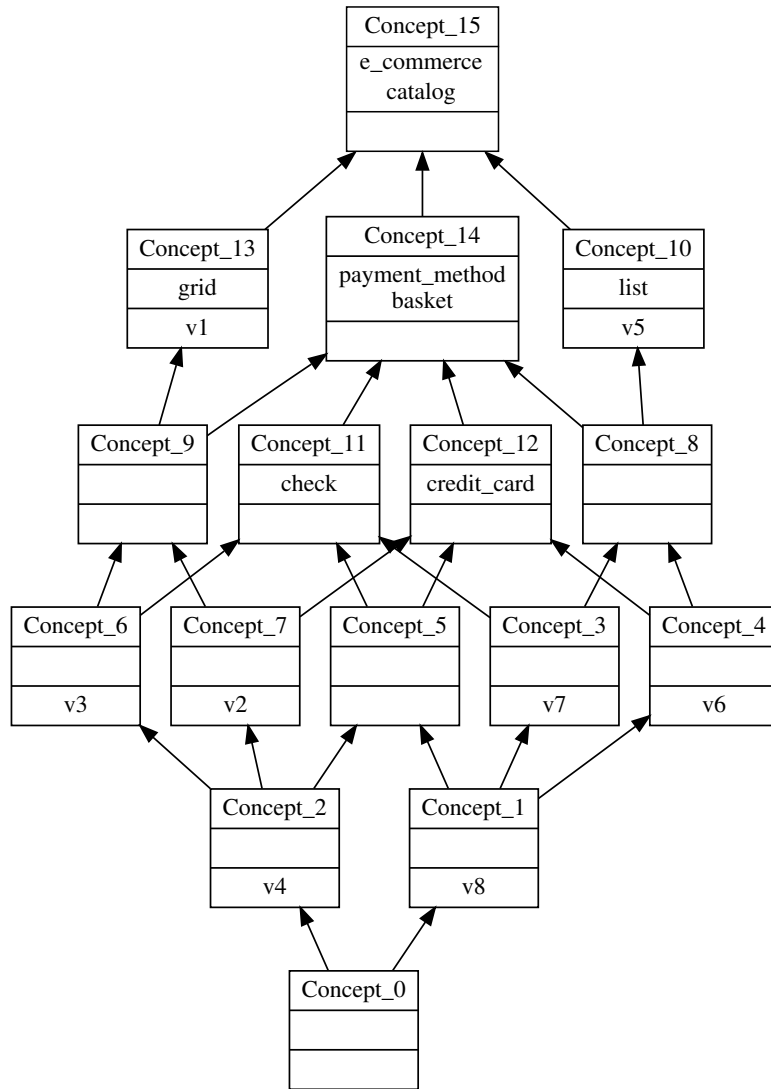 Concept_15
e_commerce
catalog
Concept_13
grid
v1
Concept_14
payment_method
basket
Concept_10
list
v5
Concept_9
Concept_11
check
Concept_12
credit_card
Concept_8
Concept_6
v3
Concept_7
v2
Concept_5
Concept_3
v7
Concept_4
v6
Concept_2
v4
Concept_1
v8
Concept_0